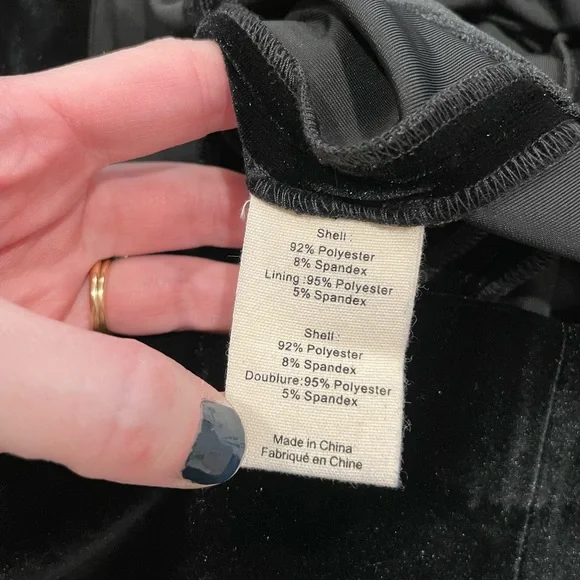 Shell :
92% Polyester
8% Spandex
Lining :95% Polyester
5% Spandex
Shell :
92% Polyester
8% Spandex
Doublure:95% Polyester
5% Spandex
Made in China
Fabriqué en Chine